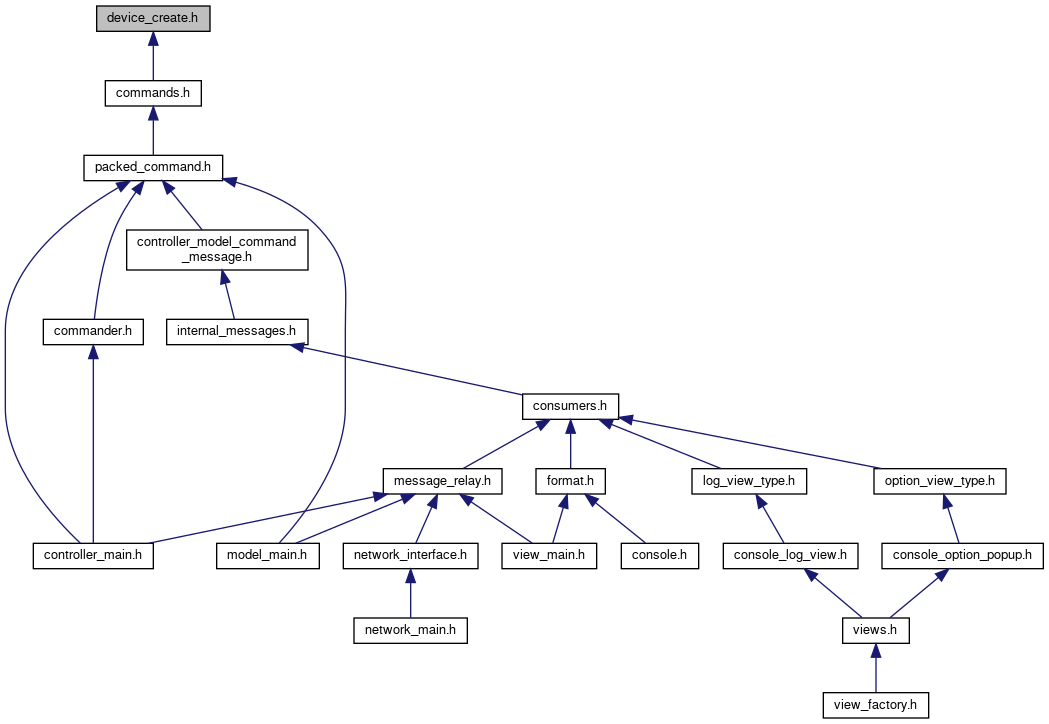 device_create.h
commands.h
packed_command.h
controller_model_command
_message.h
commander.h
internal_messages.h
consumers.h
message_relay.h
format.h
log_view_type.h
option_view_type.h
controller_main.h
model_main.h
network_interface.h
view_main.h
console.h
console_log_view.h
console_option_popup.h
network_main.h
views.h
view_factory.h